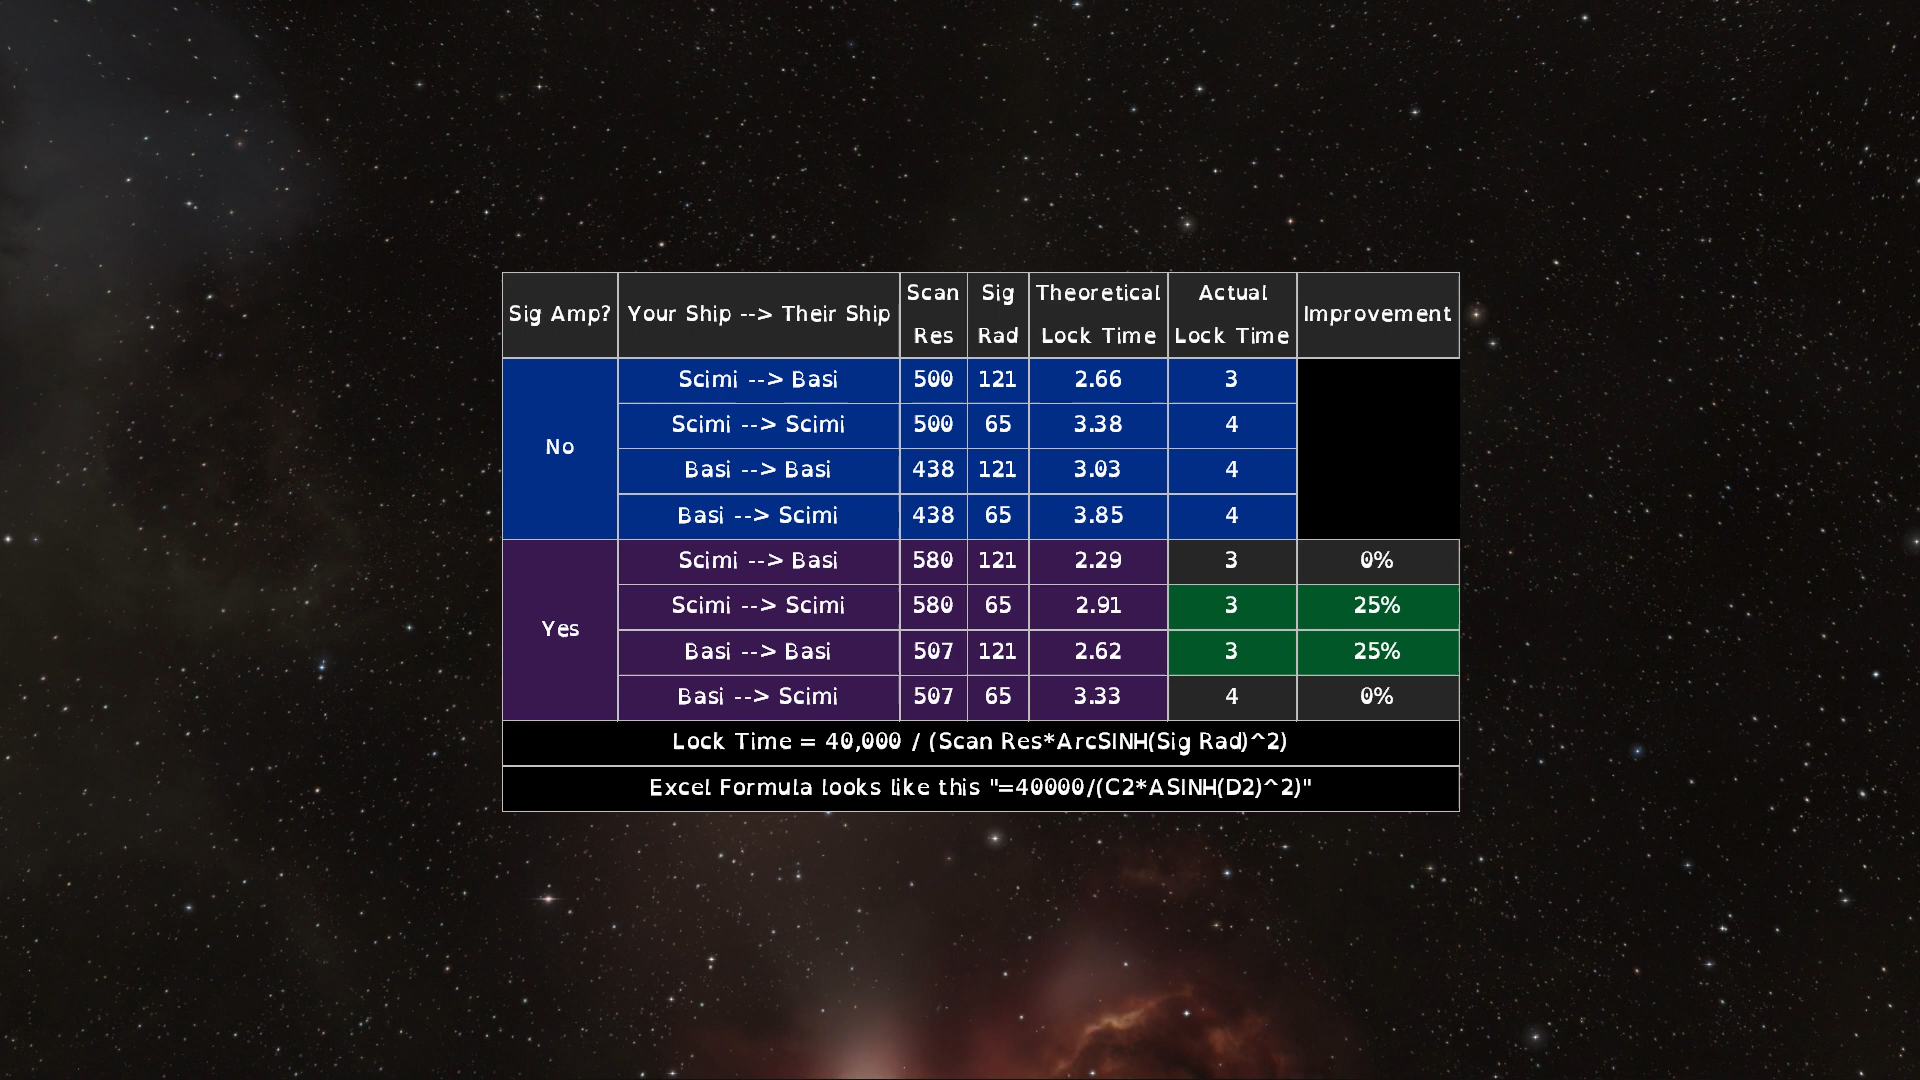 Sig Amp? Your Ship --> Their Ship Scan Res Sig Rad Theoretical Lock Time Actual Lock Time Improvement
No
Scimi --> Basi 500 121 2.66 3
Scimi --> Scimi 500 65 3.38 4
Basi --> Basi 438 121 3.03 4
Basi --> Scimi 438 65 3.85 4
Yes
Scimi --> Basi 580 121 2.29 3 0%
Scimi --> Scimi 580 65 2.91 3 25%
Basi --> Basi 507 121 2.62 3 25%
Basi --> Scimi 507 65 3.33 4 0%
Lock Time = 40,000 / (Scan Res*ArcSINH(Sig Rad)^2)
Excel Formula looks like this "=40000/(C2*ASINH(D2)^2)"